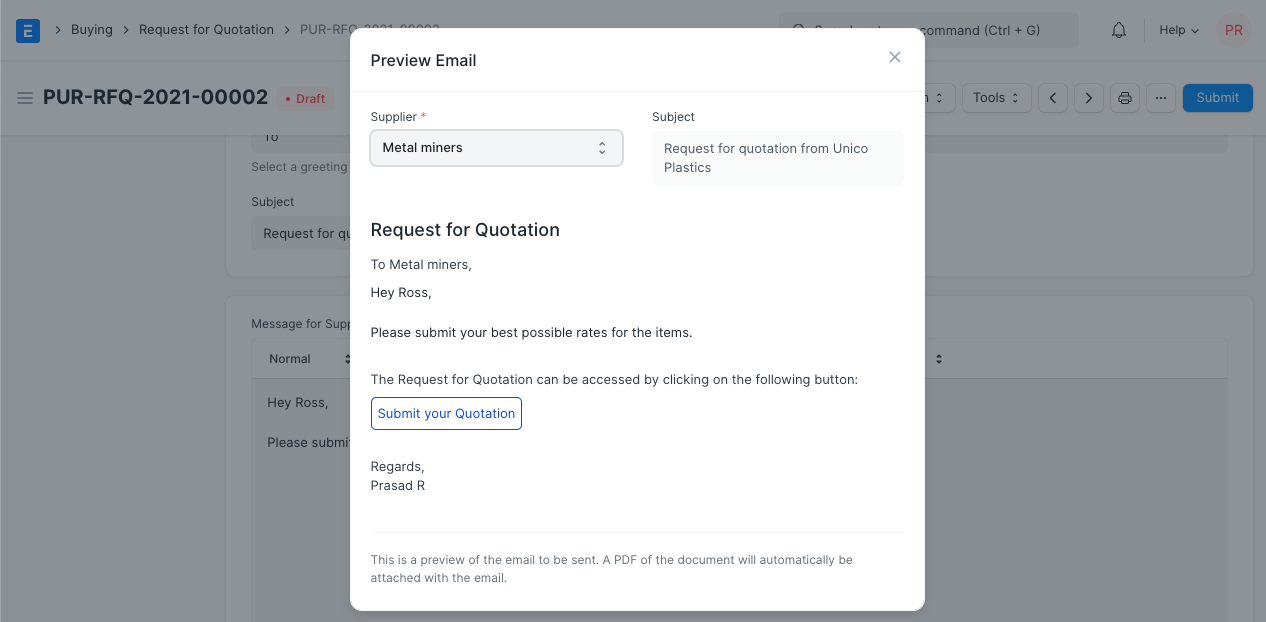 E
Buying
Request for Quotation
PUR-RFQ-2021-00002
command (Ctrl + G)
Help
PR
PUR-RFQ-2021-00002
Draft
Tools
Submit
To
Select a greeting
Subject
Request for qu
Message for Supp
Normal
Hey Ross,
Please submi
Preview Email
Supplier *
Metal miners
Subject
Request for quotation from Unico
Plastics
Request for Quotation
To Metal miners,
Hey Ross,
Please submit your best possible rates for the items.
The Request for Quotation can be accessed by clicking on the following button:
Submit your Quotation
Regards,
Prasad R
This is a preview of the email to be sent. A PDF of the document will automatically be
attached with the email.